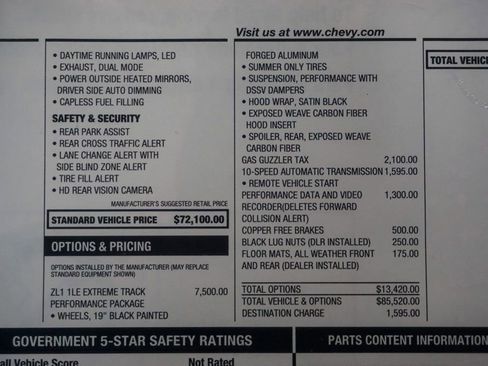 Visit us at www.chevy.com
• DAYTIME RUNNING LAMPS, LED
• EXHAUST, DUAL MODE
• POWER OUTSIDE HEATED MIRRORS,
DRIVER SIDE AUTO DIMMING
• CAPLESS FUEL FILLING
SAFETY & SECURITY
• REAR PARK ASSIST
• REAR CROSS TRAFFIC ALERT
• LANE CHANGE ALERT WITH
SIDE BLIND ZONE ALERT
• TIRE FILL ALERT
• HD REAR VISION CAMERA
MANUFACTURER'S SUGGESTED RETAIL PRICE
STANDARD VEHICLE PRICE $72,100.00
OPTIONS & PRICING
OPTIONS INSTALLED BY THE MANUFACTURER (MAY REPLACE
STANDARD EQUIPMENT SHOWN)
ZL1 1LE EXTREME TRACK 7,500.00
PERFORMANCE PACKAGE
• WHEELS, 19" BLACK PAINTED
FORGED ALUMINUM
• SUMMER ONLY TIRES
• SUSPENSION, PERFORMANCE WITH
DSSV DAMPERS
• HOOD WRAP, SATIN BLACK
• EXPOSED WEAVE CARBON FIBER
HOOD INSERT
• SPOILER, REAR, EXPOSED WEAVE
CARBON FIBER
GAS GUZZLER TAX 2,100.00
10-SPEED AUTOMATIC TRANSMISSION 1,595.00
• REMOTE VEHICLE START
PERFORMANCE DATA AND VIDEO 1,300.00
RECORDER(DELETES FORWARD
COLLISION ALERT)
COPPER FREE BRAKES 500.00
BLACK LUG NUTS (DLR INSTALLED) 250.00
FLOOR MATS, ALL WEATHER FRONT 175.00
AND REAR (DEALER INSTALLED)
TOTAL OPTIONS $13,420.00
TOTAL VEHICLE & OPTIONS $85,520.00
DESTINATION CHARGE 1,595.00
TOTAL VEHIC
GOVERNMENT 5-STAR SAFETY RATINGS
all Vehicle Score Not Rated
PARTS CONTENT INFORMATION